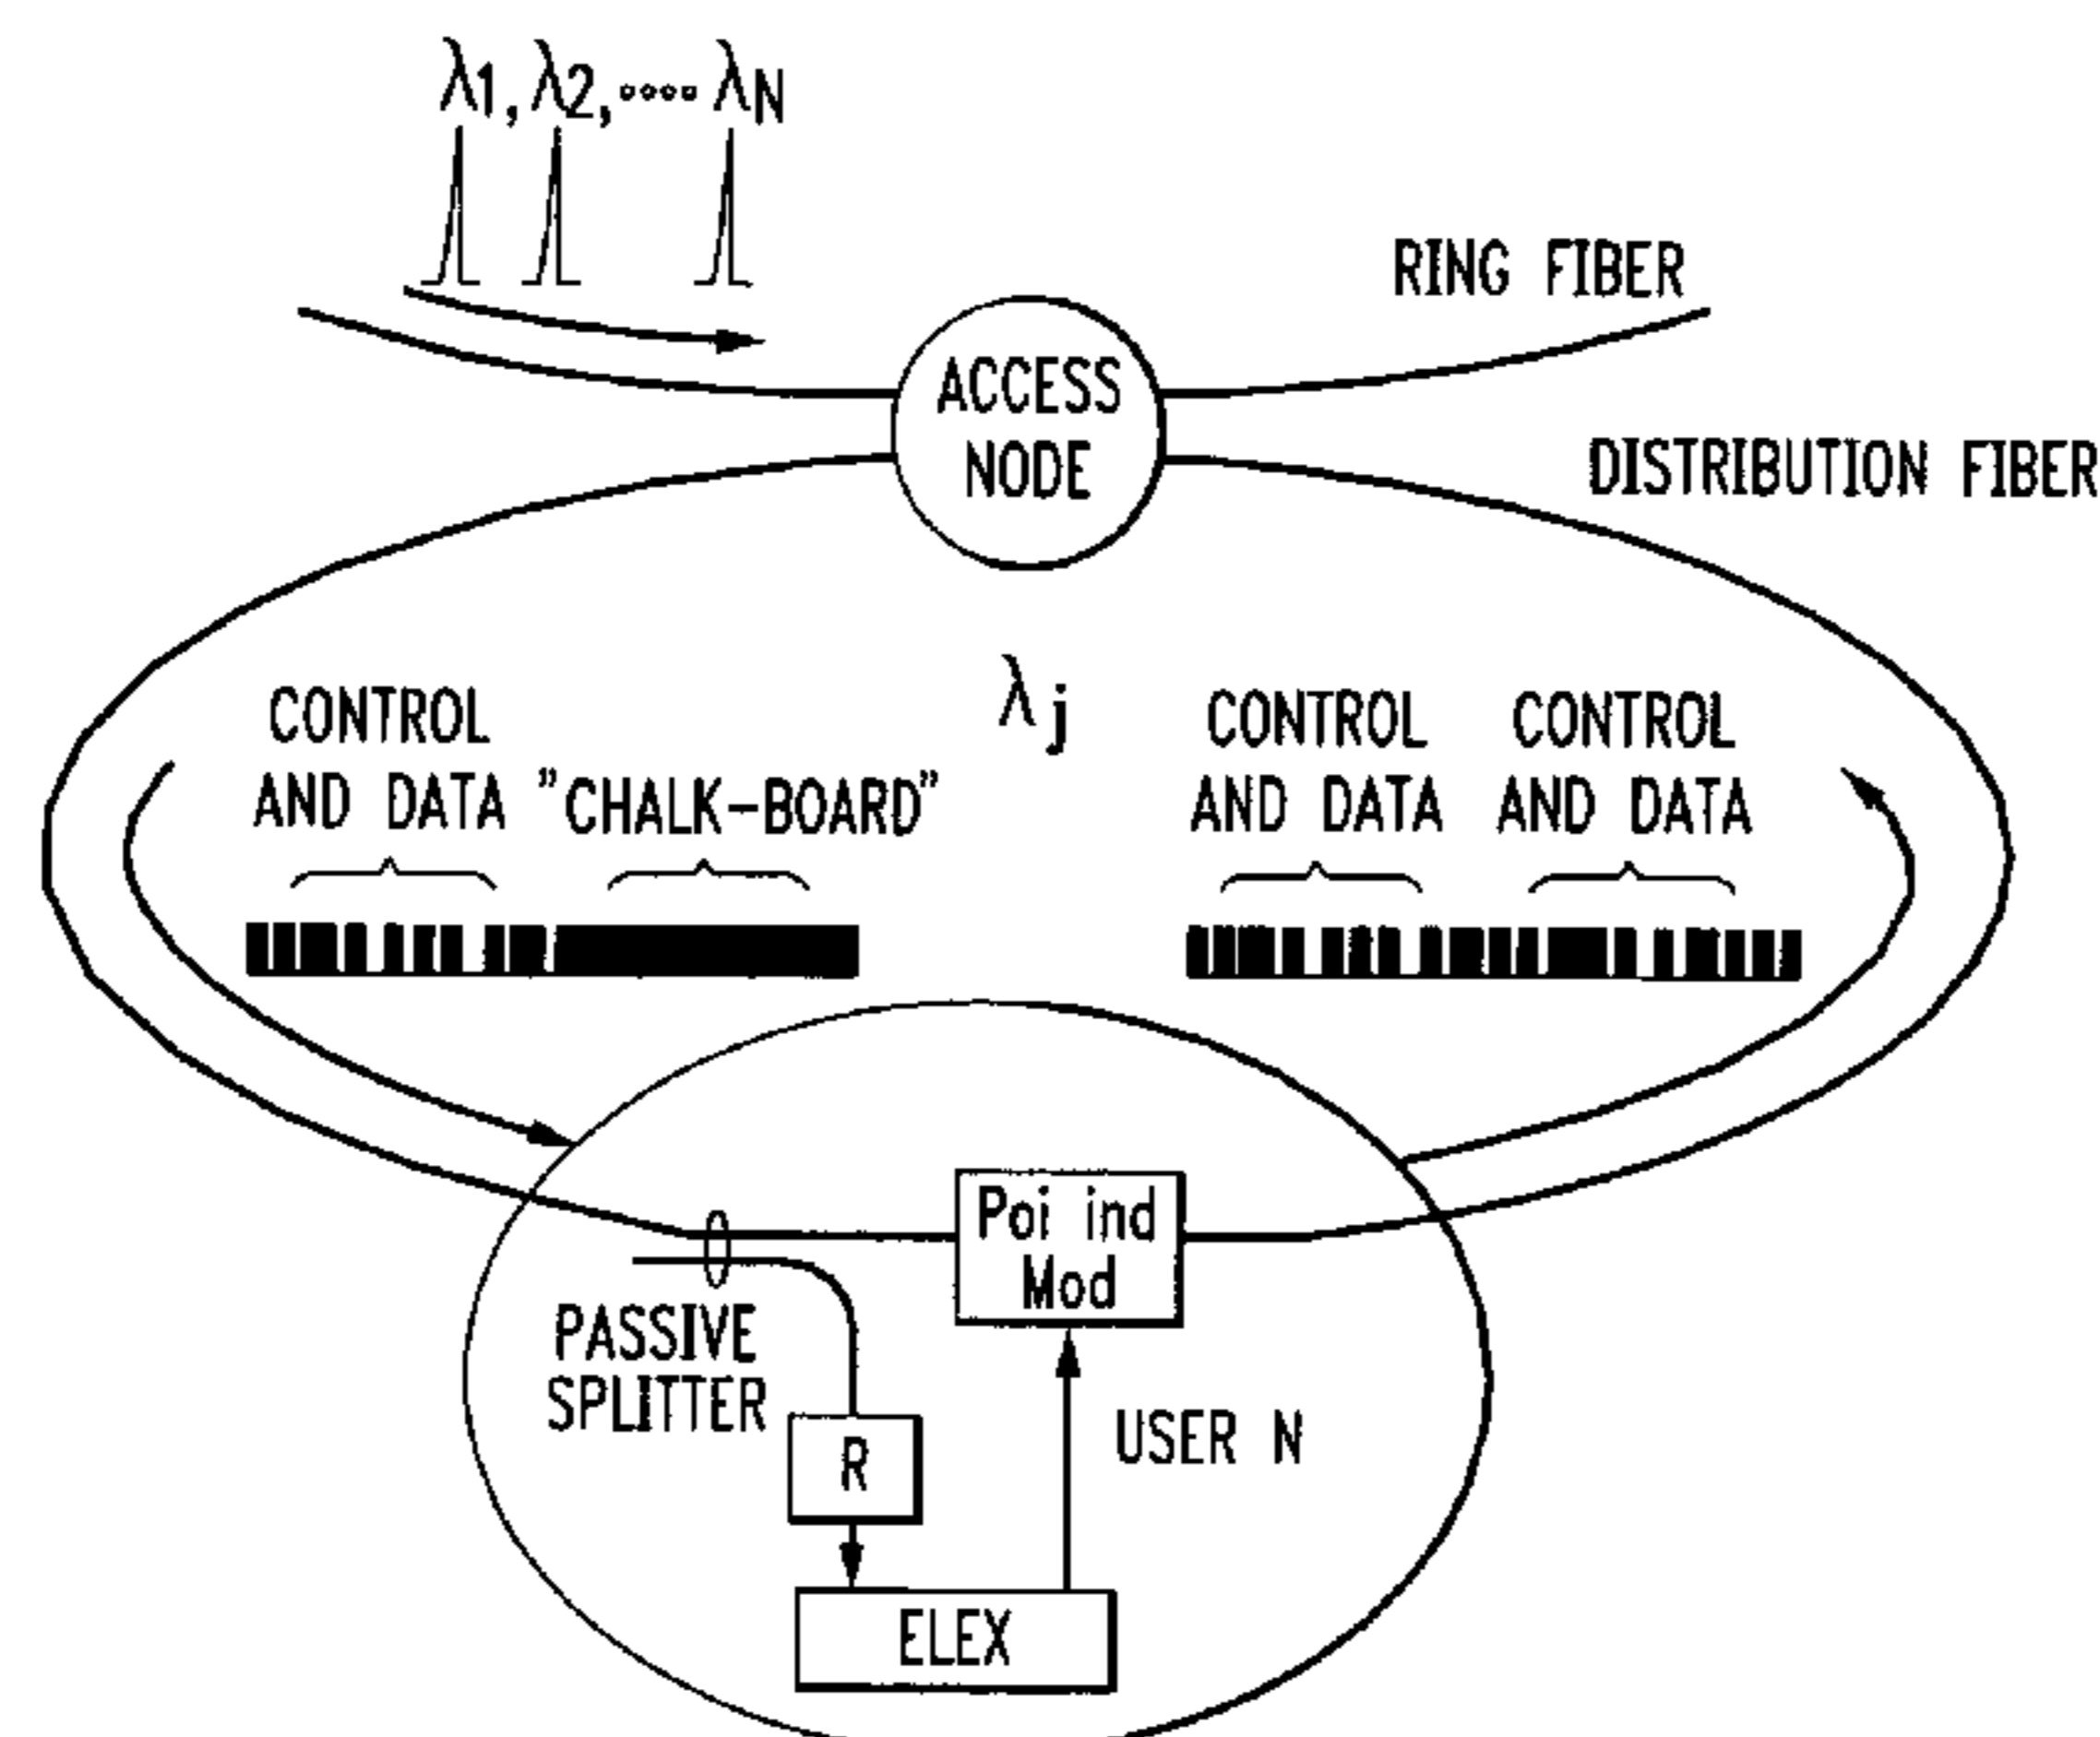 λ1, λ2, .... λN
RING FIBER
ACCESS
NODE
DISTRIBUTION FIBER
λj
CONTROL
AND DATA
"CHALK-BOARD"
CONTROL
AND DATA
CONTROL
AND DATA
Poi ind
Mod
PASSIVE
SPLITTER
R
USER N
ELEX